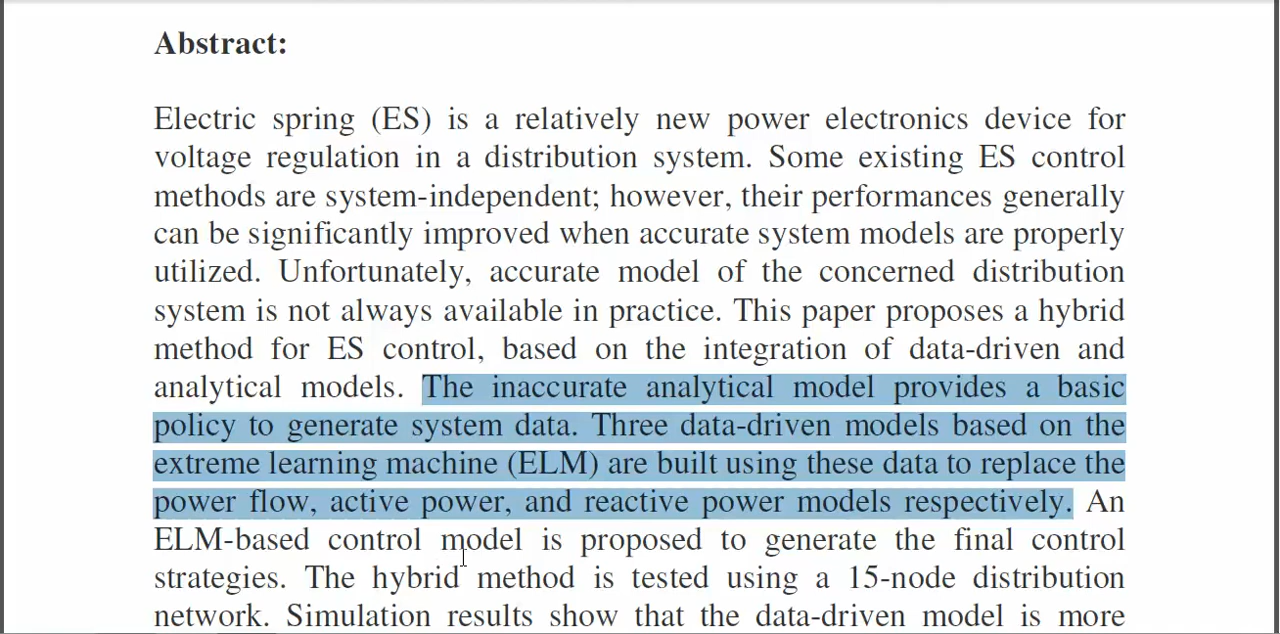 Abstract:
Electric spring (ES) is a relatively new power electronics device for
voltage regulation in a distribution system. Some existing ES control
methods are system-independent; however, their performances generally
can be significantly improved when accurate system models are properly
utilized. Unfortunately, accurate model of the concerned distribution
system is not always available in practice. This paper proposes a hybrid
method for ES control, based on the integration of data-driven and
analytical models. The inaccurate analytical model provides a basic
policy to generate system data. Three data-driven models based on the
extreme learning machine (ELM) are built using these data to replace the
power flow, active power, and reactive power models respectively. An
ELM-based control model is proposed to generate the final control
strategies. The hybrid method is tested using a 15-node distribution
network. Simulation results show that the data-driven model is more